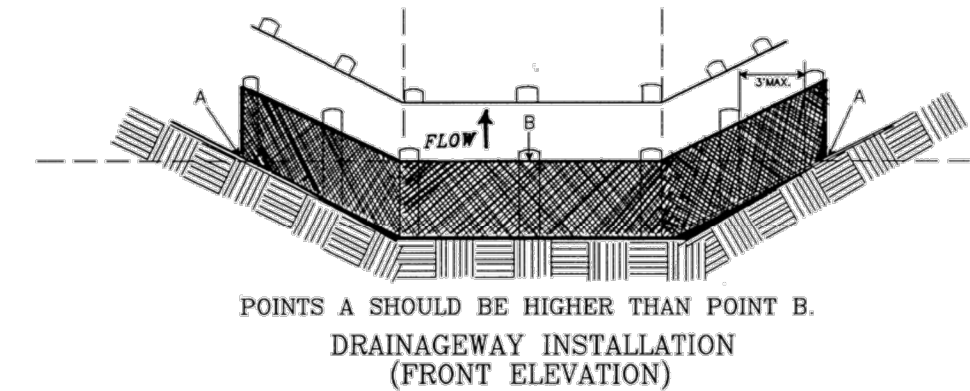 3'MAX.
A
A
B
FLOW
POINTS A SHOULD BE HIGHER THAN POINT B.
DRAINAGEWAY INSTALLATION
(FRONT ELEVATION)